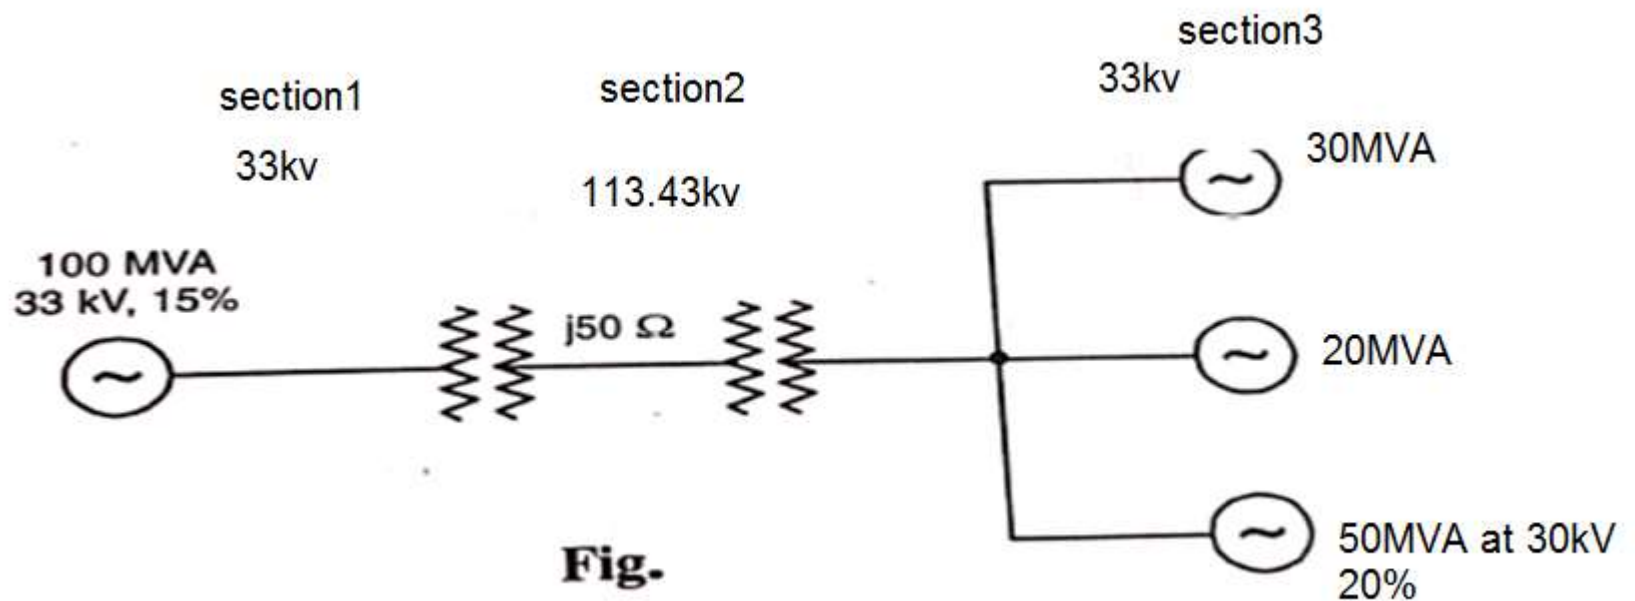 section1
33kv
section2
113.43kv
section3
33kv
100 MVA
33 kV, 15%
j50 Ω
30MVA
20MVA
50MVA at 30kV
20%
Fig.